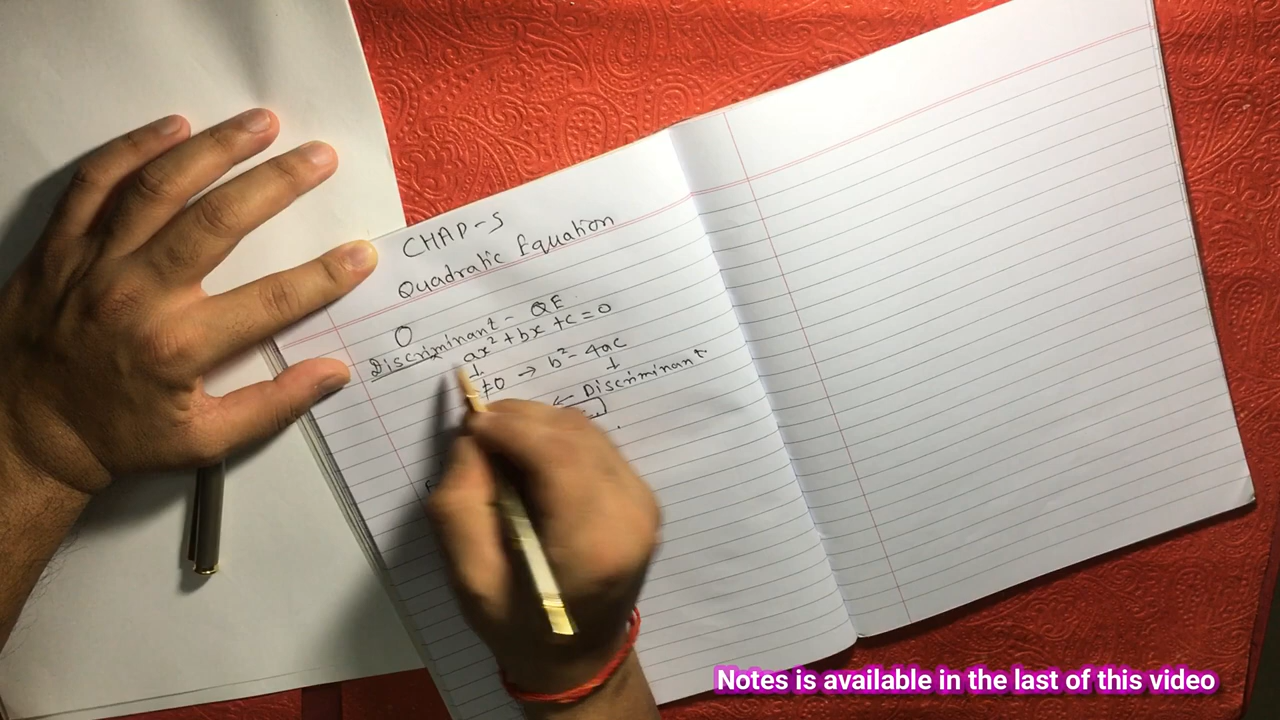 CHAP-5
Quadratic Equation
Discriminant - QE
ax² + bx + c = 0
≠0 → b² - 4ac
← Discriminant
Notes is available in the last of this video